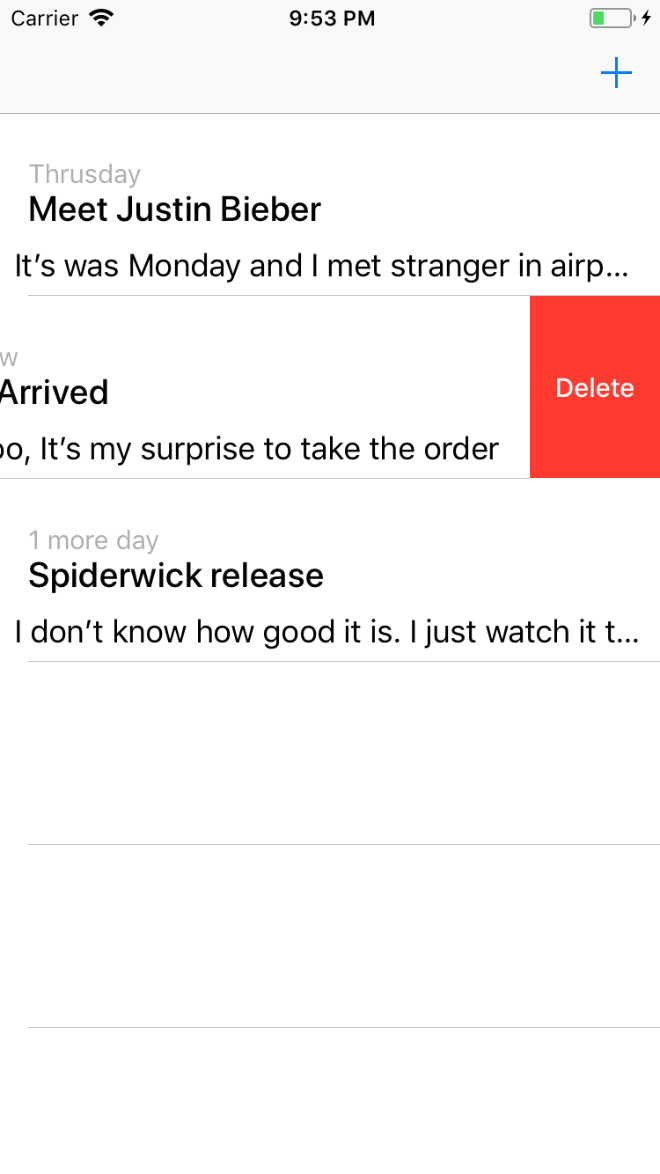 Carrier 9:53 PM
Thrusday
Meet Justin Bieber
It’s was Monday and I met stranger in airp...
w
Arrived
oo, It’s my surprise to take the order
Delete
1 more day
Spiderwick release
I don’t know how good it is. I just watch it t...